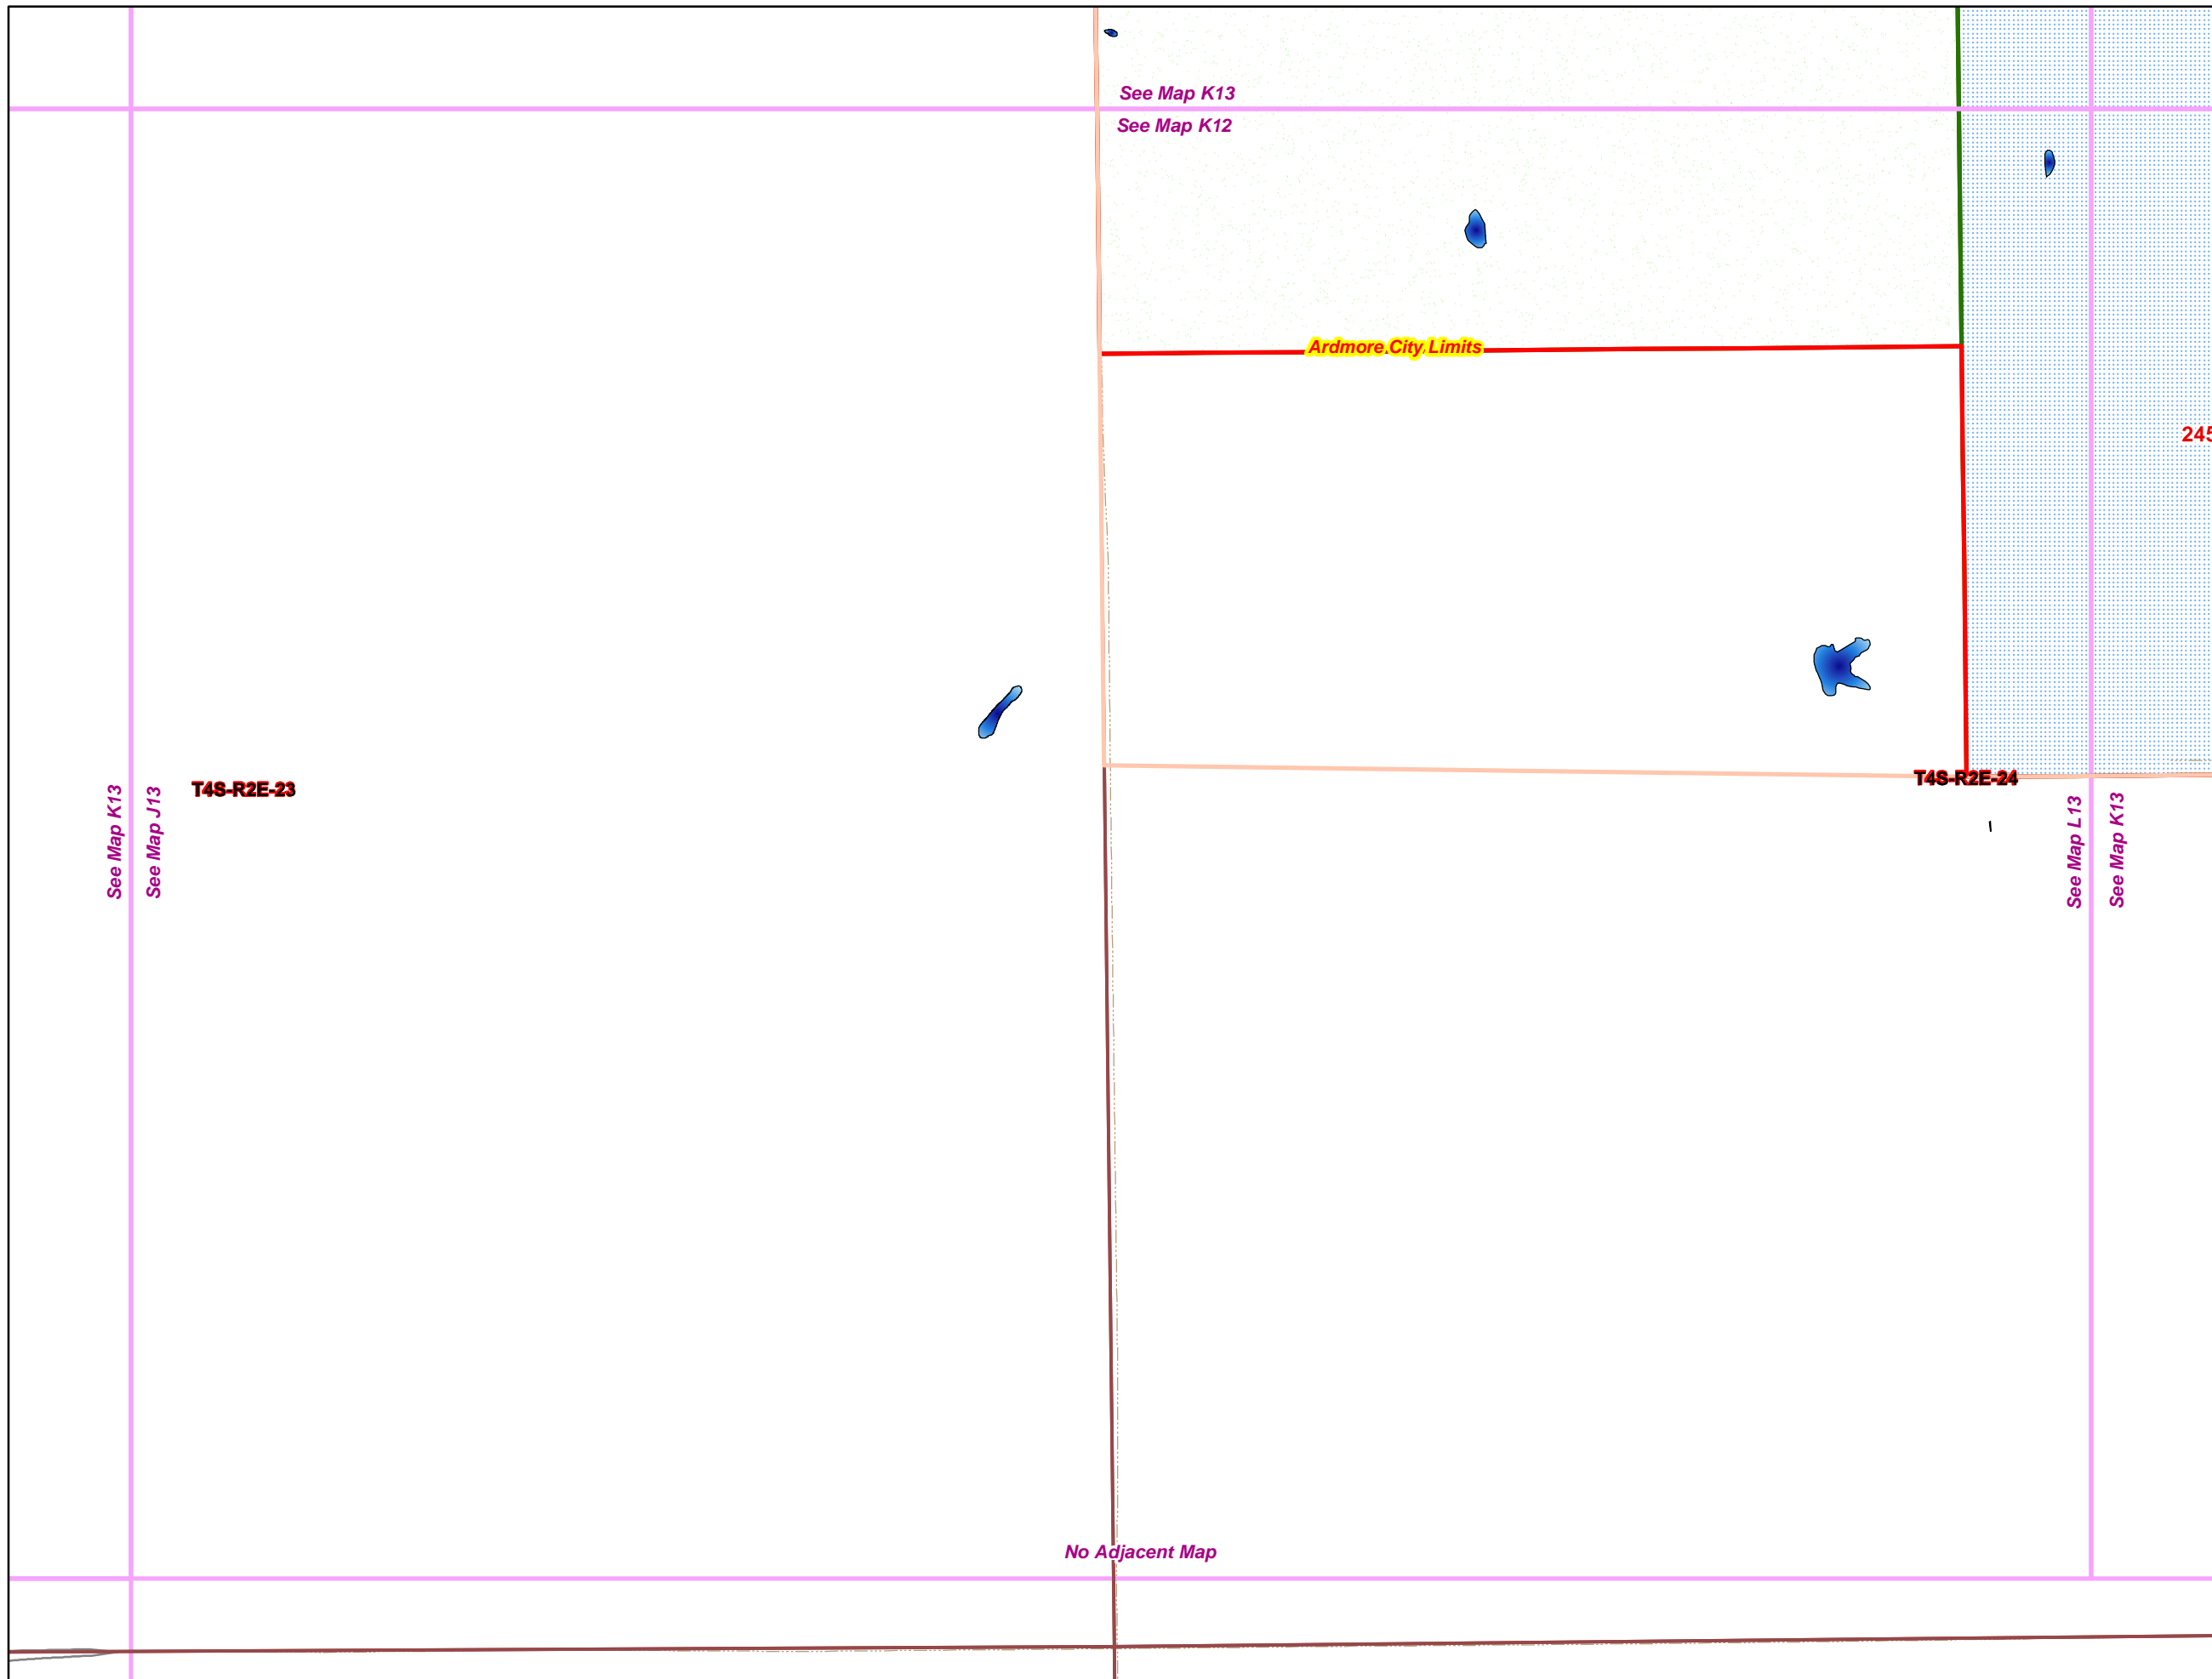 See Map K13
See Map K12
Ardmore City Limits
245
T4S-R2E-24
T4S-R2E-23
See Map K13
See Map J13
See Map L13
See Map K13
No Adjacent Map